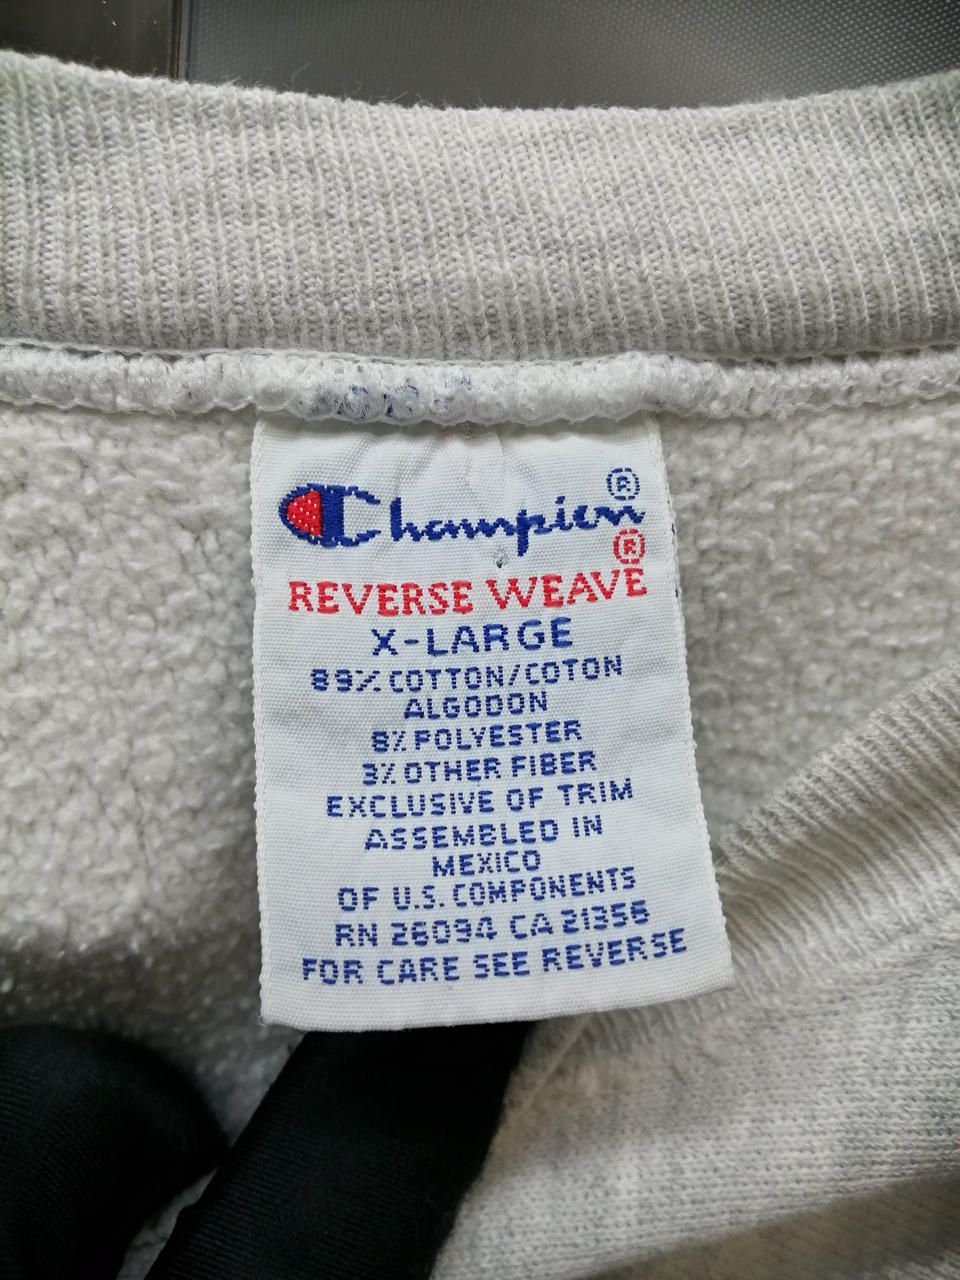 Champion®
REVERSE WEAVE®
X-LARGE
89% COTTON/COTON
ALGODON
8% POLYESTER
3% OTHER FIBER
EXCLUSIVE OF TRIM
ASSEMBLED IN
MEXICO
OF U.S. COMPONENTS
RN 26094 CA 21356
FOR CARE SEE REVERSE